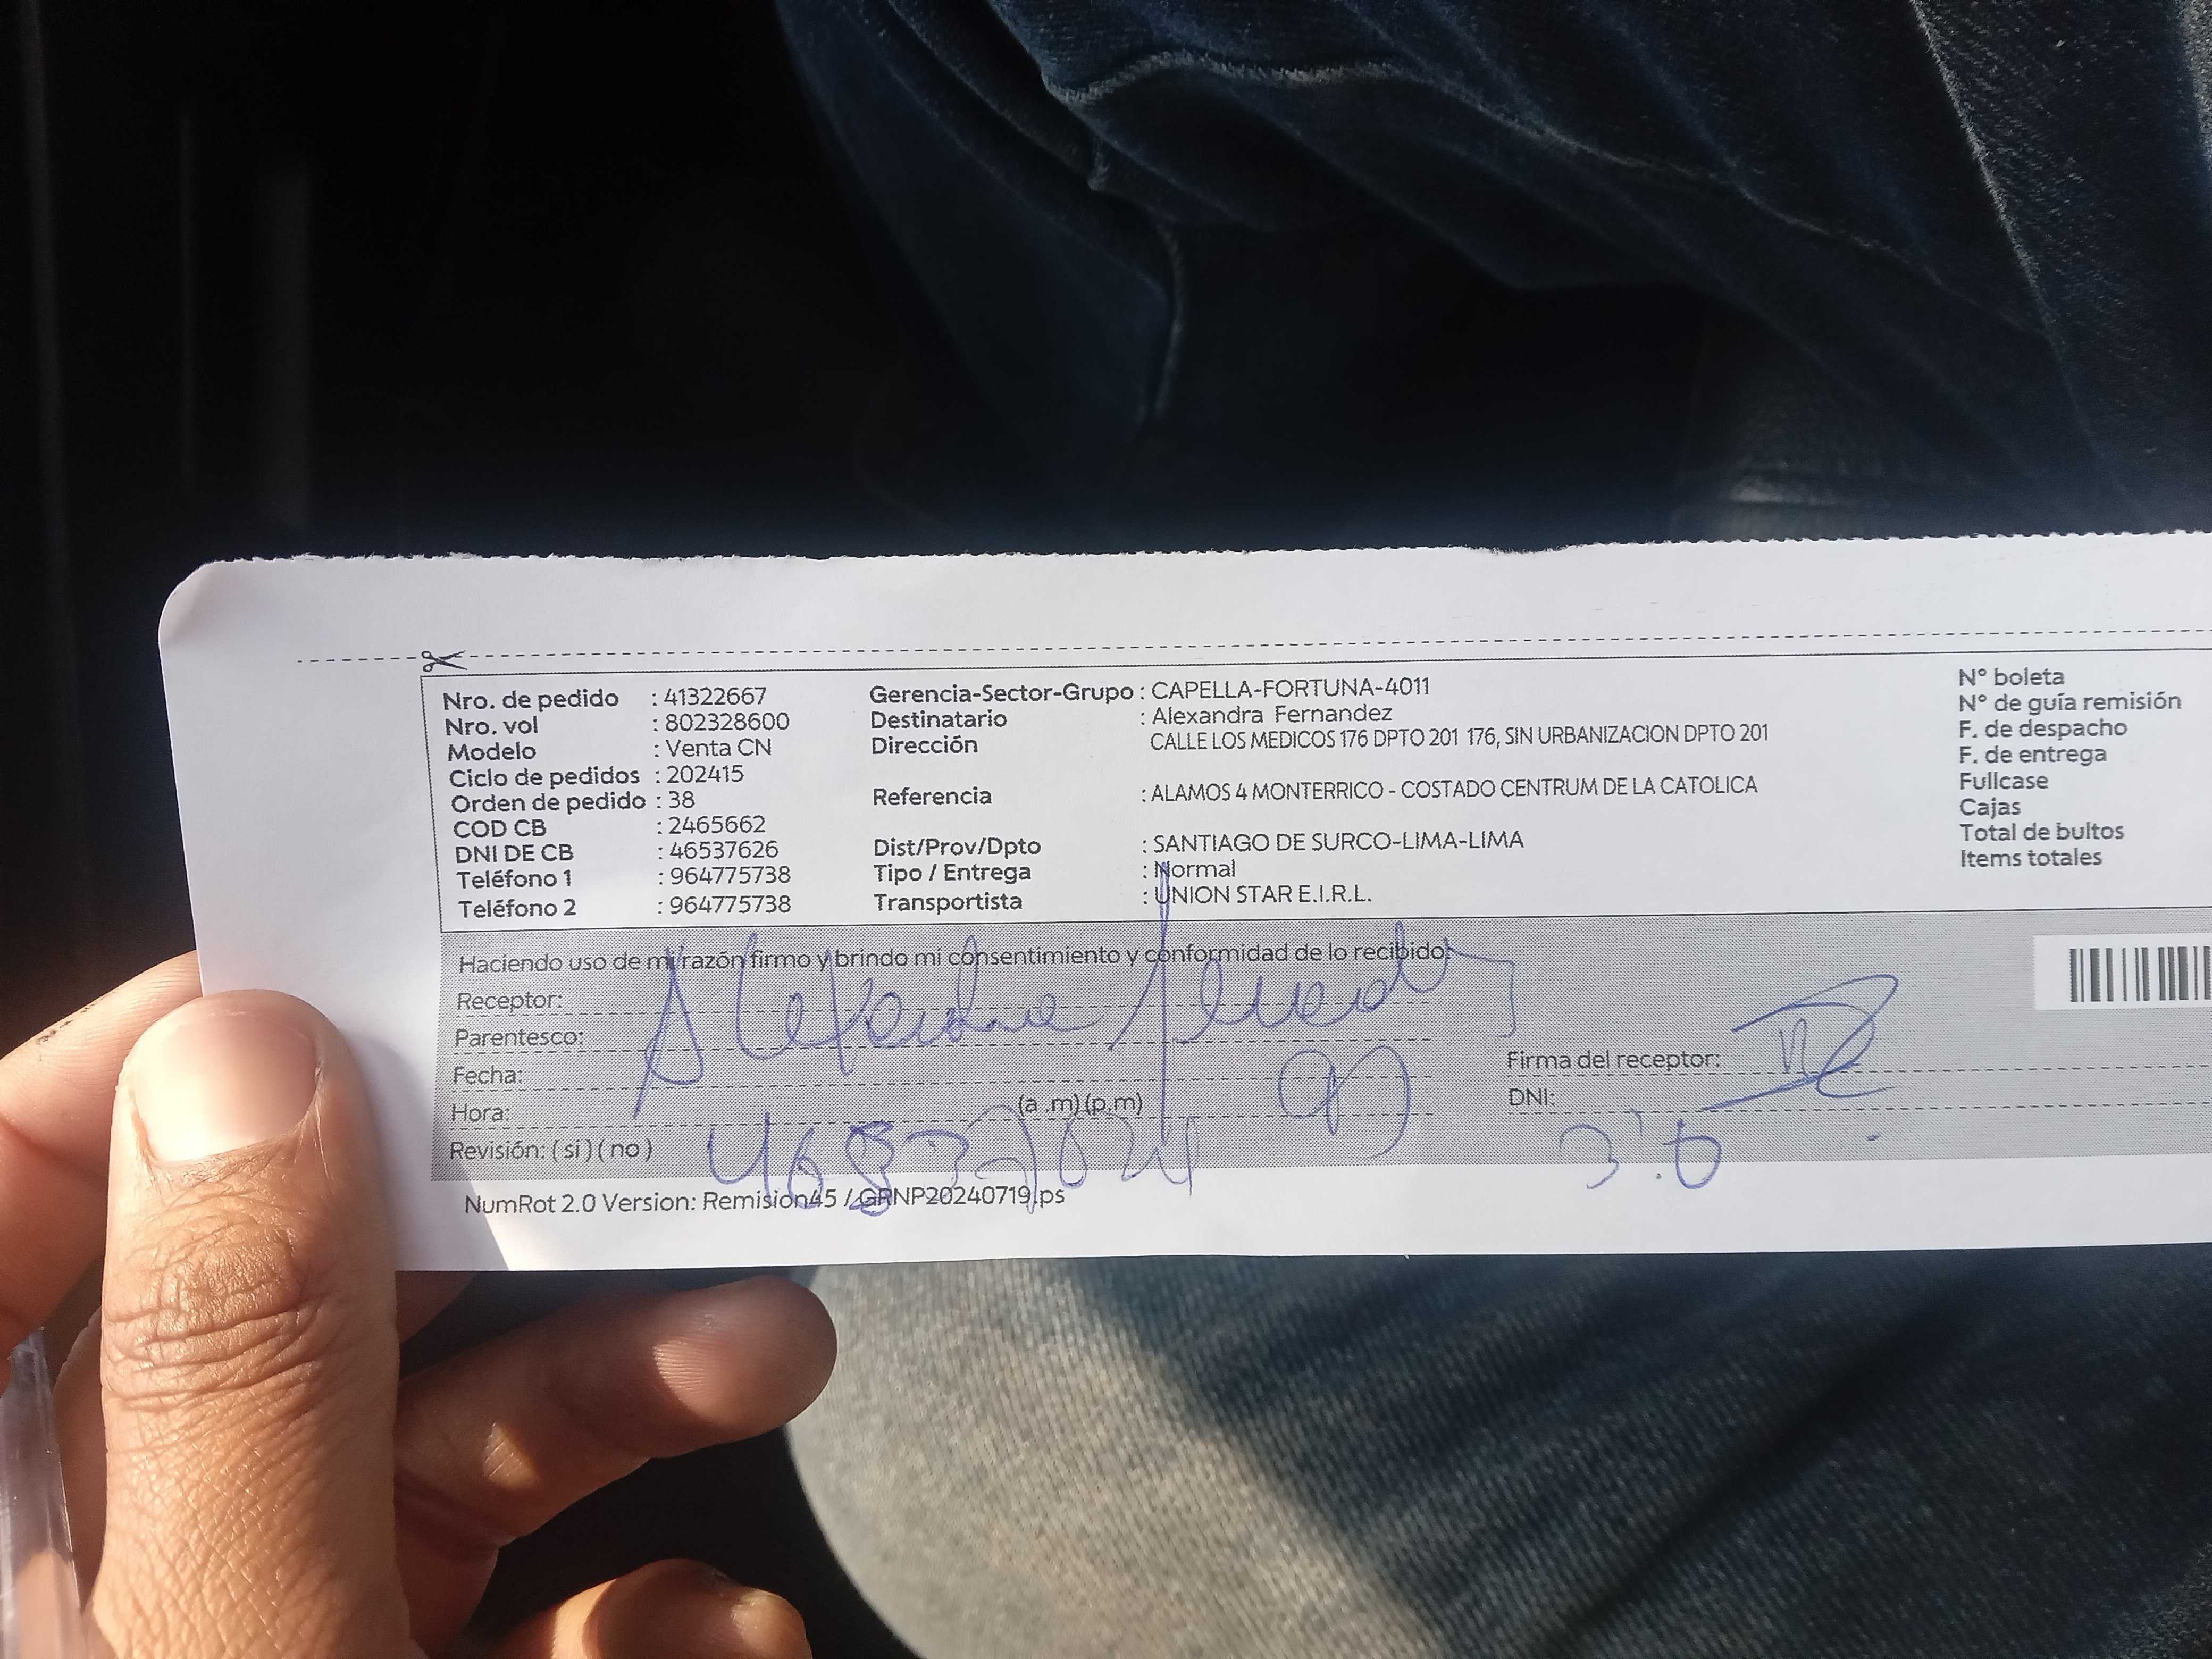 Nro. de pedido : 41322667
Nro. vol : 802328600
Modelo : Venta CN
Ciclo de pedidos : 202415
Orden de pedido : 38
COD CB : 2465662
DNI DE CB : 46537626
Teléfono 1 : 964775738
Teléfono 2 : 964775738
Gerencia-Sector-Grupo : CAPELLA-FORTUNA-4011
Destinatario : Alexandra Fernandez
Dirección CALLE LOS MEDICOS 176 DPTO 201 176, SIN URBANIZACION DPTO 201
Referencia : ALAMOS 4 MONTERRICO - COSTADO CENTRUM DE LA CATOLICA
Dist/Prov/Dpto : SANTIAGO DE SURCO-LIMA-LIMA
Tipo / Entrega : Normal
Transportista : UNION STAR E.I.R.L.
N° boleta
N° de guía remisión
F. de despacho
F. de entrega
Fullcase
Cajas
Total de bultos
Items totales
Haciendo uso de mi razón firmo y brindo mi consentimiento y conformidad de lo recibido:
Receptor:
Parentesco:
Fecha:
Hora: (a .m) (p.m)
Revisión: ( si ) ( no )
Firma del receptor:
DNI:
NumRot 2.0 Version: Remision45 / GRNP20240719.ps